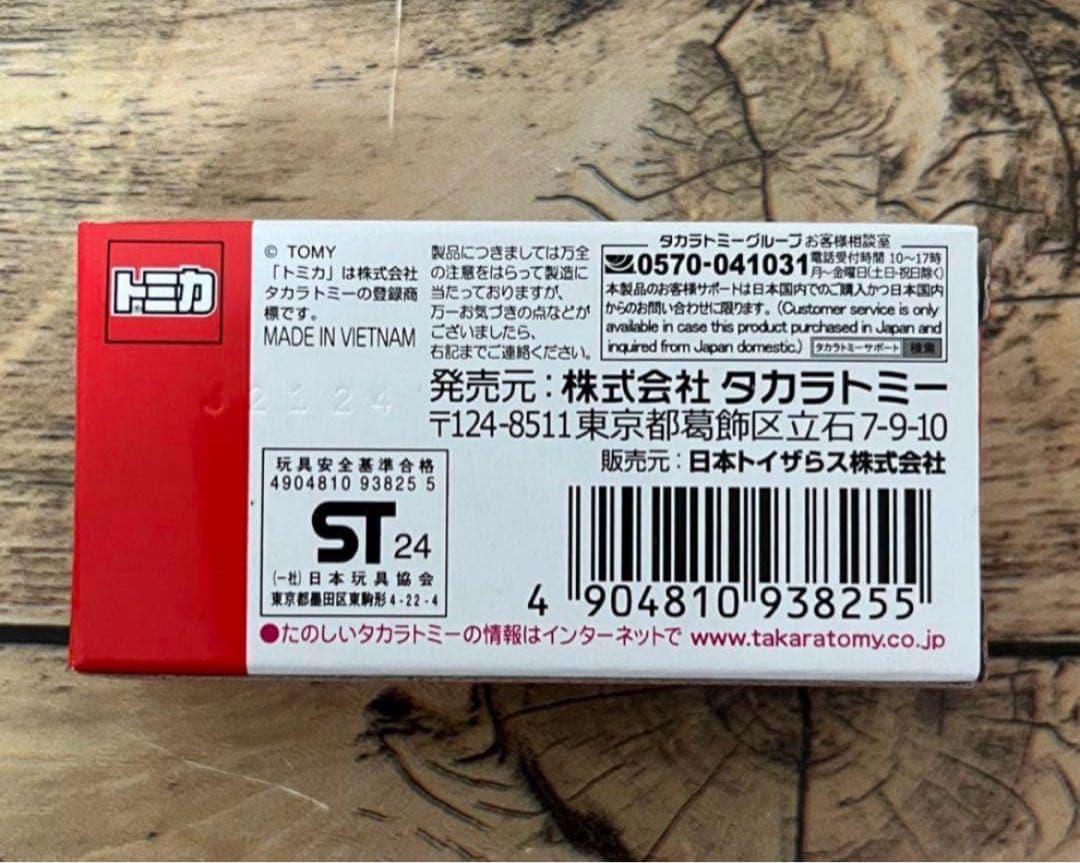 トミカ
© TOMY
「トミカ」は株式会社
タカラトミーの登録商
標です。
MADE IN VIETNAM
製品につきましては万全
の注意をはらって製造に
当たっておりますが、
万一お気づきの点などが
ございましたら、
右記までご連絡ください。
タカラトミーグループお客様相談室
0570-041031 電話受付時間 10〜17時
月〜金曜日(土日・祝日除く)
本製品のお客様サポートは日本国内でのご購入かつ日本国内
からのお問い合わせに限ります。(Customer service is only
available in case this product purchased in Japan and
inquired from Japan domestic.) タカラトミーサポート 検索
発売元:株式会社 タカラトミー
〒124-8511東京都葛飾区立石7-9-10
販売元:日本トイザらス株式会社
玩具安全基準合格
4904810 93825 5
ST 24
(一社)日本玩具協会
東京都墨田区東駒形4-22-4
4 904810 938255
●たのしいタカラトミーの情報はインターネットで www.takaratomy.co.jp